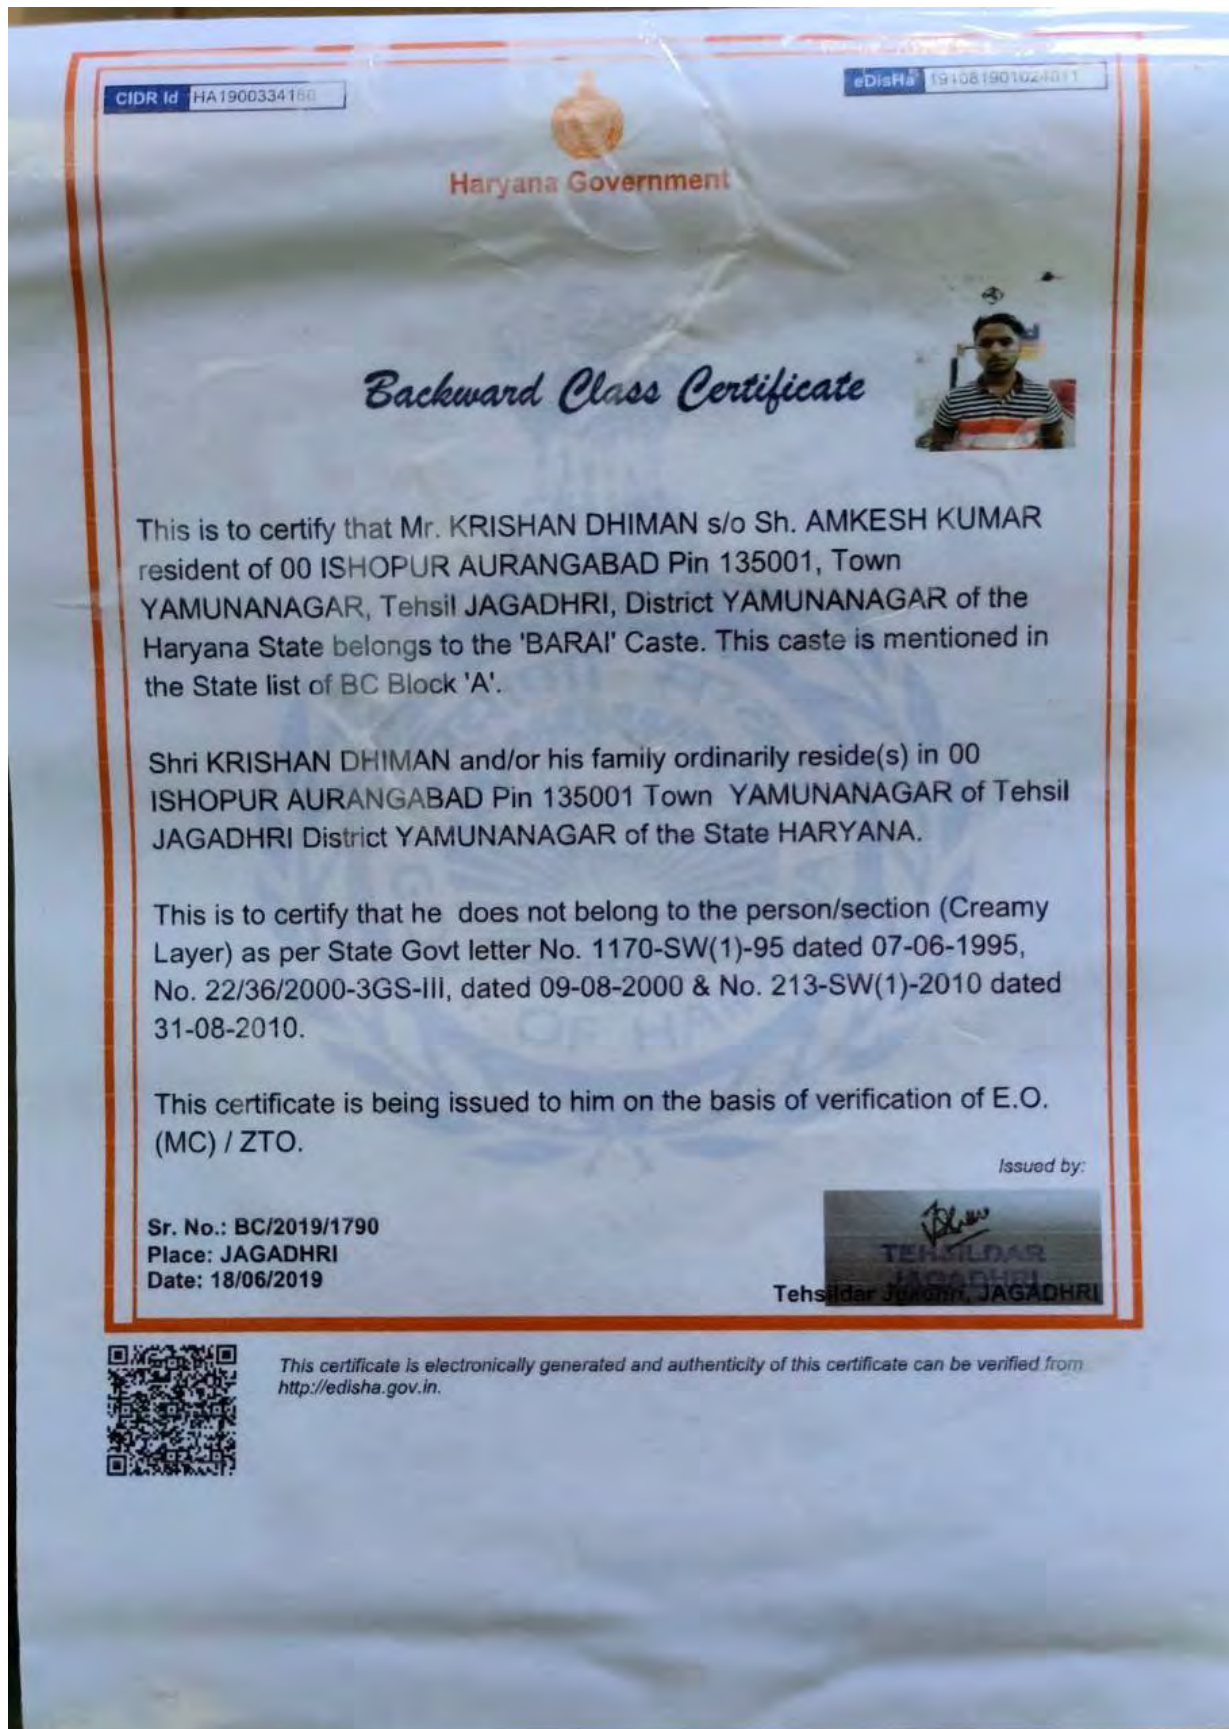 CIDR Id HA1900334160
eDisHa 191081901024011
Haryana Government
Backward Class Certificate
This is to certify that Mr. KRISHAN DHIMAN s/o Sh. AMKESH KUMAR
resident of 00 ISHOPUR AURANGABAD Pin 135001, Town
YAMUNANAGAR, Tehsil JAGADHRI, District YAMUNANAGAR of the
Haryana State belongs to the 'BARAI' Caste. This caste is mentioned in
the State list of BC Block 'A'.
Shri KRISHAN DHIMAN and/or his family ordinarily reside(s) in 00
ISHOPUR AURANGABAD Pin 135001 Town YAMUNANAGAR of Tehsil
JAGADHRI District YAMUNANAGAR of the State HARYANA.
This is to certify that he does not belong to the person/section (Creamy
Layer) as per State Govt letter No. 1170-SW(1)-95 dated 07-06-1995,
No. 22/36/2000-3GS-III, dated 09-08-2000 & No. 213-SW(1)-2010 dated
31-08-2010.
This certificate is being issued to him on the basis of verification of E.O.
(MC) / ZTO.
Issued by:
Sr. No.: BC/2019/1790
Place: JAGADHRI
Date: 18/06/2019
TEHSILDAR
JAGADHRI
Tehsildar JAGADHRI
This certificate is electronically generated and authenticity of this certificate can be verified from
http://edisha.gov.in.